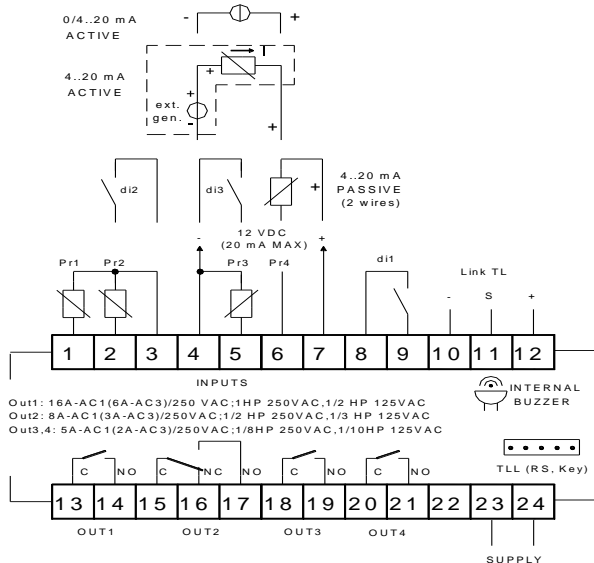 0/4..20 mA
ACTIVE
- +
4..20 mA
ACTIVE
T
+
+
ext.
gen.
-
+
di2
di3
+
4..20 mA
PASSIVE
(2 wires)
12 VDC
(20 mA MAX)
- +
Pr1 Pr2 Pr3 Pr4 di1 Link TL
- S +
1 2 3 4 5 6 7 8 9 10 11 12
INPUTS
INTERNAL
BUZZER
Out1: 16A-AC1(6A-AC3)/250 VAC;1HP 250VAC,1/2 HP 125VAC
Out2: 8A-AC1(3A-AC3)/250VAC;1/2 HP 250VAC,1/3 HP 125VAC
Out3,4: 5A-AC1(2A-AC3)/250VAC;1/8HP 250VAC,1/10HP 125VAC
TLL (RS, Key)
C NO C NC NO C NO C NO
13 14 15 16 17 18 19 20 21 22 23 24
OUT1 OUT2 OUT3 OUT4
SUPPLY